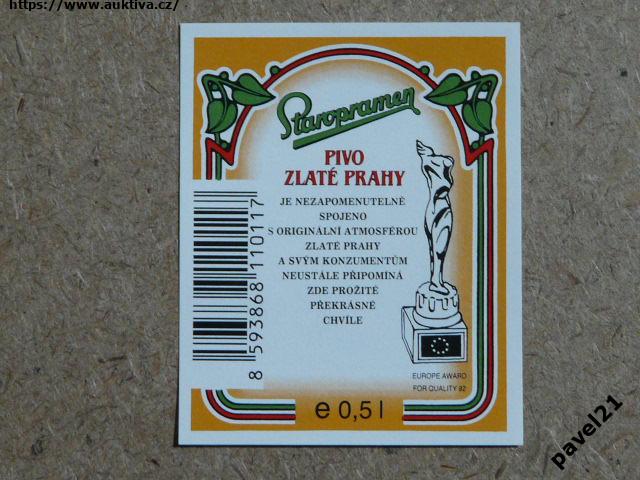 https://www.auktiva.cz/
Staropramen
PIVO
ZLATÉ PRAHY
JE NEZAPOMENUTELNĚ
SPOJENO
S ORIGINÁLNÍ ATMOSFÉROU
ZLATÉ PRAHY
A SVÝM KONZUMENTŮM
NEUSTÁLE PŘIPOMÍNÁ
ZDE PROŽITÉ
PŘEKRÁSNÉ
CHVÍLE
8 593868 110117
EUROPE AWARD
FOR QUALITY 92
e 0,5 l
pavel21